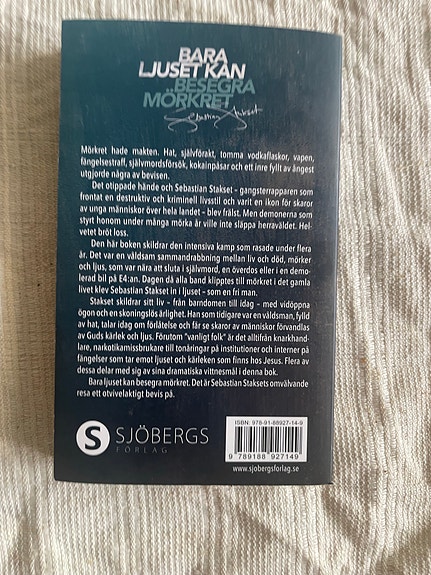 BARA
LJUSET KAN
BESEGRA
MÖRKRET
Sebastian Stakset
Mörkret hade makten. Hat, självförakt, tomma vodkaflaskor, vapen,
fängelsestraff, självmordsförsök, kokainpåsar och ett inre fyllt av ångest
utgjorde några av bevisen.
Det otippade hände och Sebastian Stakset – gangsterrapparen som
frontat en destruktiv och kriminell livsstil och varit en ikon för skaror
av unga människor över hela landet – blev frälst. Men demonerna som
styrt honom under många mörka år ville inte släppa herraväldet. Hel-
vetet bröt loss.
Den här boken skildrar den intensiva kamp som rasade under flera
år. Det var en våldsam sammandrabbning mellan liv och död, mörker
och ljus, som var nära att sluta i självmord, en överdos eller i en demo-
lerad bil på E4:an. Dagen då alla band klipptes till mörkret i det gamla
livet klev Sebastian Stakset in i ljuset – som en fri man.
Stakset skildrar sitt liv – från barndomen till idag – med vidöppna
ögon och en skoningslös ärlighet. Han som tidigare var en våldsman, fylld
av hat, talar idag om förlåtelse och får se skaror av människor förvandlas
av Guds kärlek och ljus. Förutom "vanligt folk" är det alltifrån knarkhand-
lare, narkotikamissbrukare till tonåringar på institutioner och interner på
fängelser som tar emot ljuset och kärleken som finns hos Jesus. Flera av
dessa delar med sig av sina dramatiska vittnesmål i denna bok.
Bara ljuset kan besegra mörkret. Det är Sebastian Staksets omvälvande
resa ett otvivelaktigt bevis på.
S SJÖBERGS
FÖRLAG
ISBN: 978-91-88927-14-9
9 789188 927149
www.sjobergsforlag.se